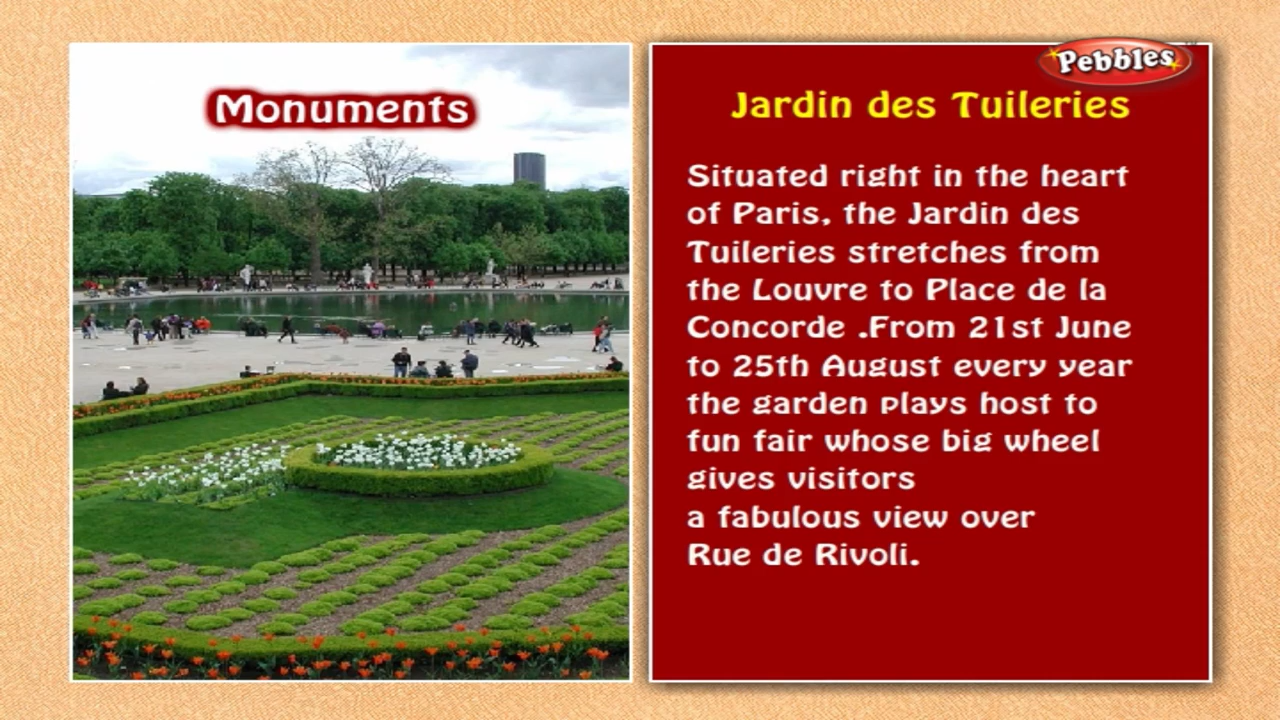 Monuments
Pebbles
Jardin des Tuileries
Situated right in the heart
of Paris, the Jardin des
Tuileries stretches from
the Louvre to Place de la
Concorde .From 21st June
to 25th August every year
the garden plays host to
fun fair whose big wheel
gives visitors
a fabulous view over
Rue de Rivoli.